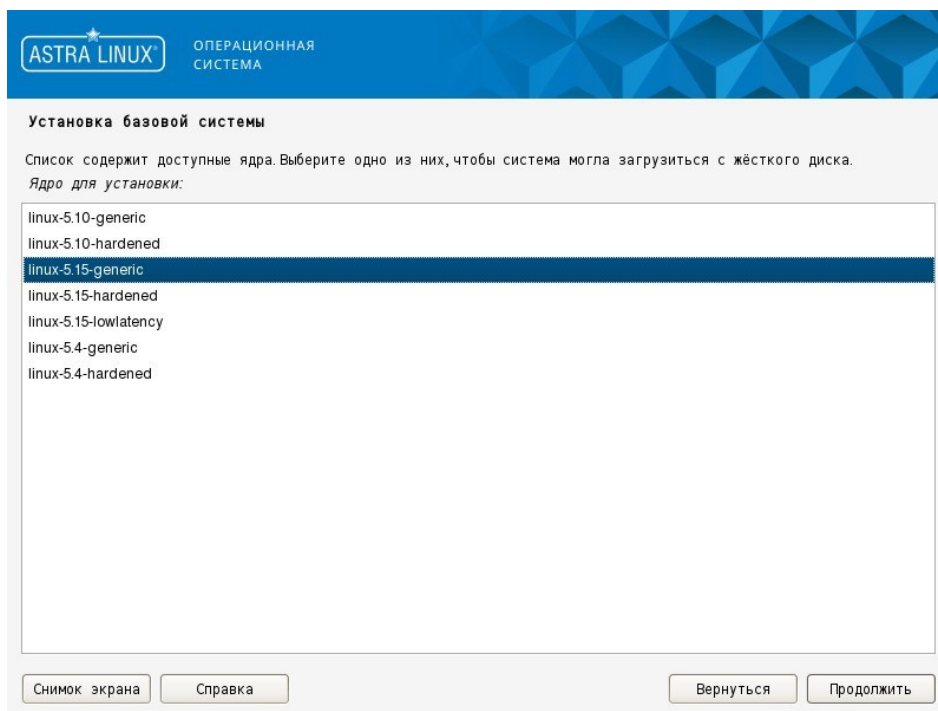 ASTRA LINUX®
ОПЕРАЦИОННАЯ
СИСТЕМА
Установка базовой системы
Список содержит доступные ядра. Выберите одно из них, чтобы система могла загрузиться с жёсткого диска.
Ядро для установки:
linux-5.10-generic
linux-5.10-hardened
linux-5.15-generic
linux-5.15-hardened
linux-5.15-lowlatency
linux-5.4-generic
linux-5.4-hardened
Снимок экрана Справка Вернуться Продолжить